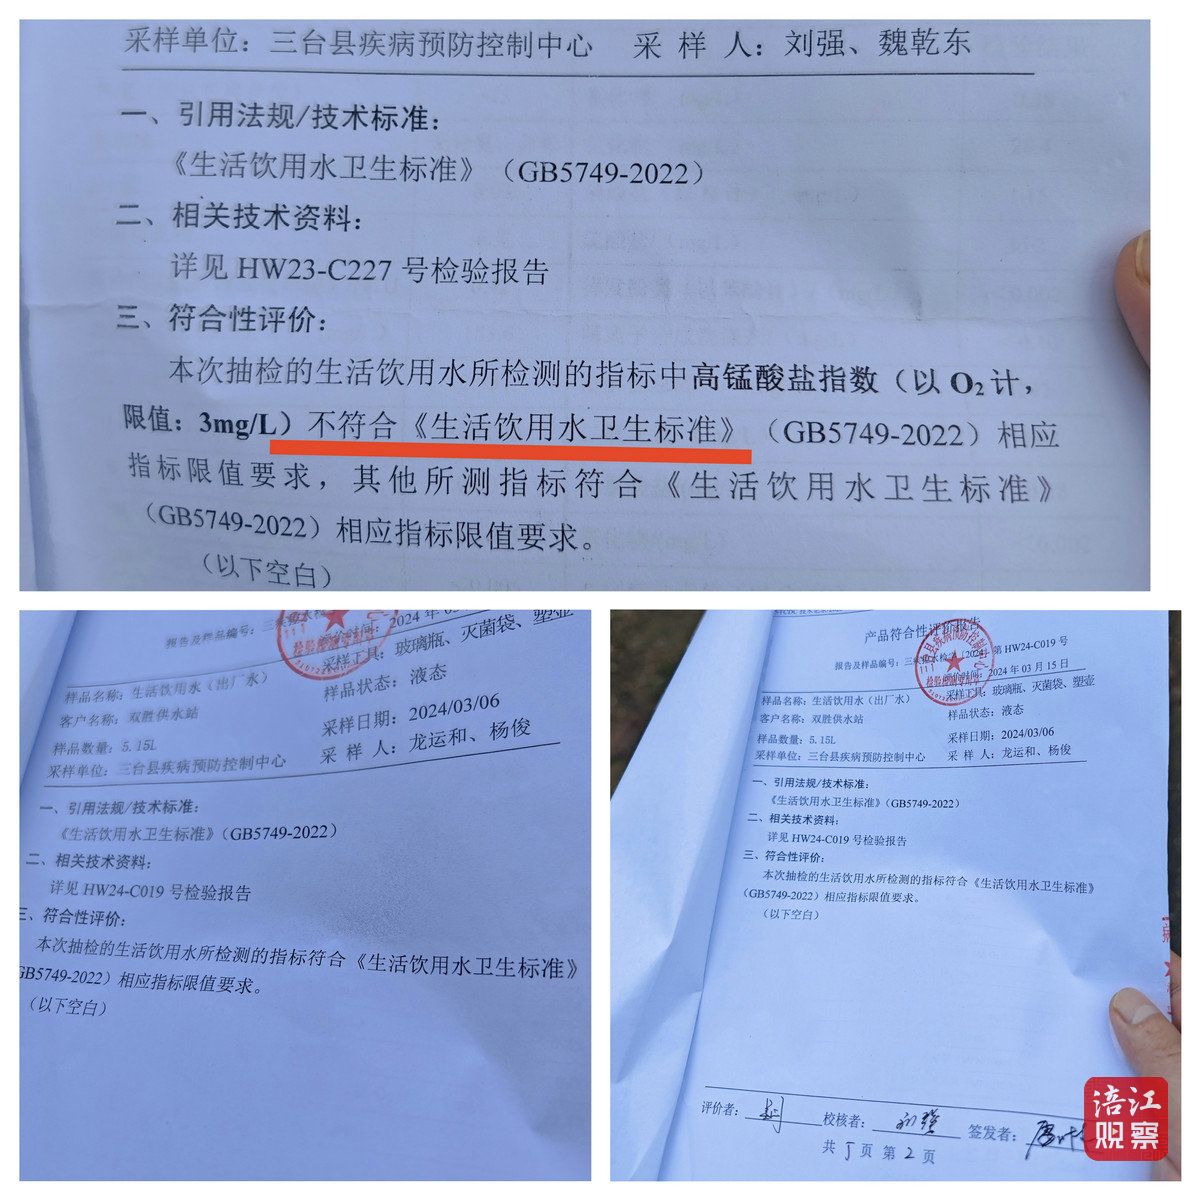 采样单位：三台县疾病预防控制中心 采 样 人：刘强、魏乾东
一、引用法规/技术标准：
《生活饮用水卫生标准》（GB5749-2022）
二、相关技术资料：
详见 HW23-C227 号检验报告
三、符合性评价：
本次抽检的生活饮用水所检测的指标中高锰酸盐指数（以 O₂ 计，
限值：3mg/L）不符合《生活饮用水卫生标准》（GB5749-2022）相应
指标限值要求，其他所测指标符合《生活饮用水卫生标准》
（GB5749-2022）相应指标限值要求。
（以下空白）
报告及样品编号：
2024 年
采样工具：玻璃瓶、灭菌袋、塑壶
样品名称：生活饮用水（出厂水） 样品状态：液态
客户名称：双胜供水站
样品数量：5.15L 采样日期：2024/03/06
采样单位：三台县疾病预防控制中心 采 样 人：龙运和、杨俊
一、引用法规/技术标准：
《生活饮用水卫生标准》（GB5749-2022）
二、相关技术资料：
详见 HW24-C019 号检验报告
三、符合性评价：
本次抽检的生活饮用水所检测的指标符合《生活饮用水卫生标准》
GB5749-2022）相应指标限值要求。
（以下空白）
产品符合性评价报告
报告及样品编号： 第 HW24-C019 号
2024 年 03 月 15 日
采样工具：玻璃瓶、灭菌袋、塑壶
样品名称：生活饮用水（出厂水） 样品状态：液态
客户名称：双胜供水站
样品数量：5.15L 采样日期：2024/03/06
采样单位：三台县疾病预防控制中心 采 样 人：龙运和、杨俊
一、引用法规/技术标准：
《生活饮用水卫生标准》（GB5749-2022）
二、相关技术资料：
详见 HW24-C019 号检验报告
三、符合性评价：
本次抽检的生活饮用水所检测的指标符合《生活饮用水卫生标准》
（GB5749-2022）相应指标限值要求。
（以下空白）
评价者： 校核者：刘强 签发者：
共 5 页 第 2 页
涪江
观察